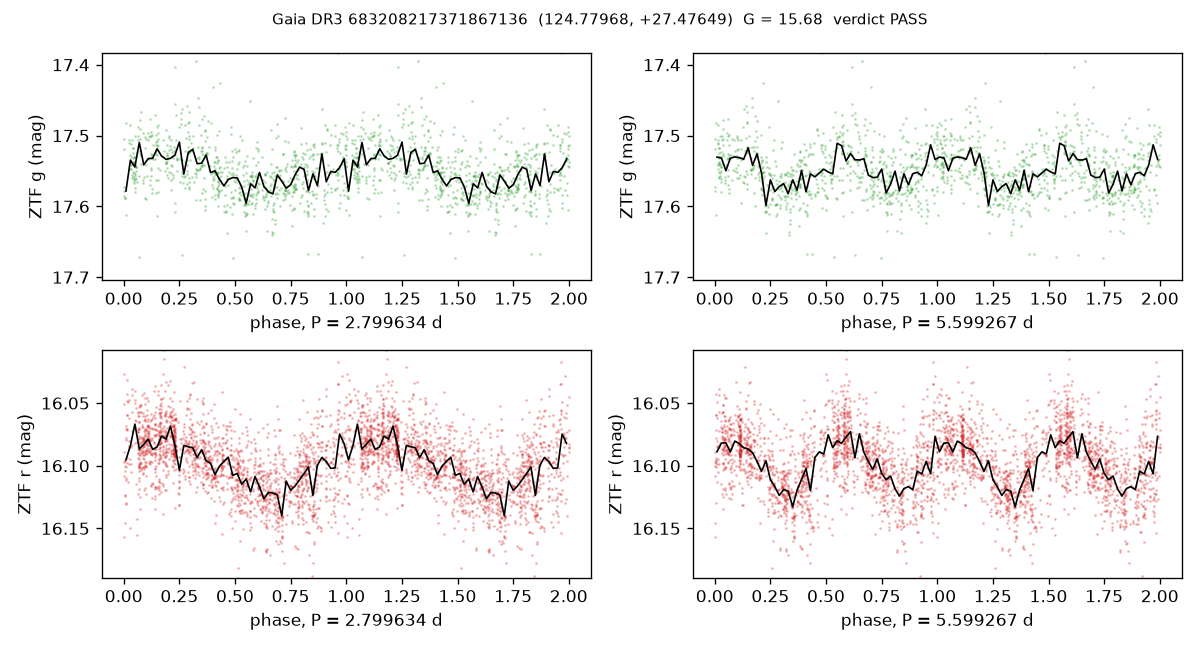 Gaia DR3 683208217371867136  (124.77968, +27.47649)  G = 15.68  verdict PASS
17.4
17.5
17.6
17.7
ZTF g (mag)
0.00 0.25 0.50 0.75 1.00 1.25 1.50 1.75 2.00
phase, P = 2.799634 d
17.4
17.5
17.6
17.7
ZTF g (mag)
0.00 0.25 0.50 0.75 1.00 1.25 1.50 1.75 2.00
phase, P = 5.599267 d
16.05
16.10
16.15
ZTF r (mag)
0.00 0.25 0.50 0.75 1.00 1.25 1.50 1.75 2.00
phase, P = 2.799634 d
16.05
16.10
16.15
ZTF r (mag)
0.00 0.25 0.50 0.75 1.00 1.25 1.50 1.75 2.00
phase, P = 5.599267 d